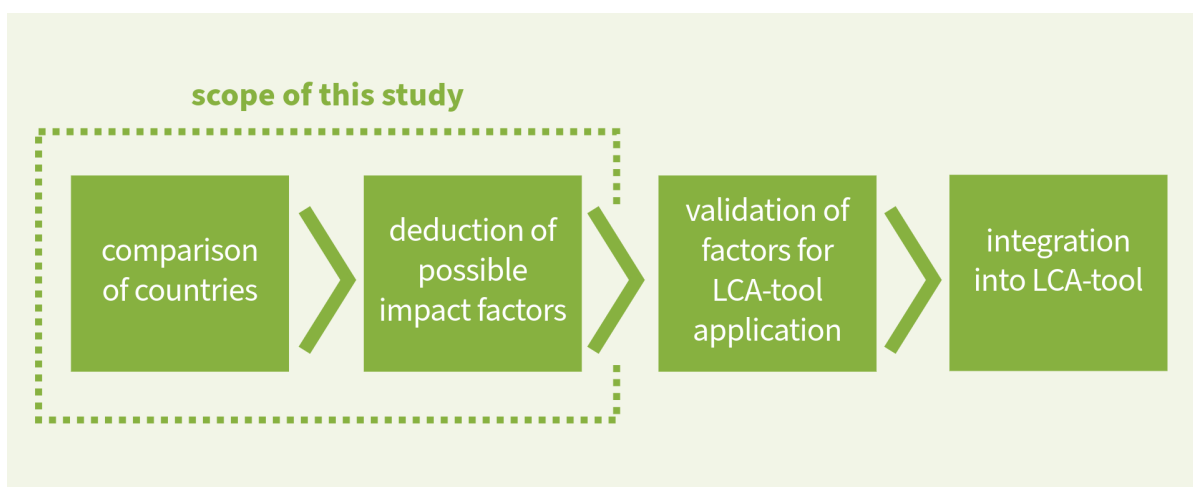 scope of this study
comparison
of countries
deduction of
possible
impact factors
validation of
factors for
LCA-tool
application
integration
into LCA-tool